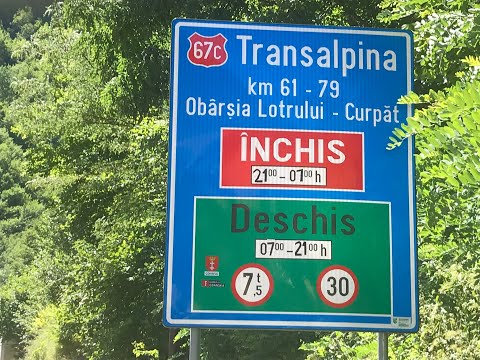 67C Transalpina
km 61 - 79
Obârșia Lotrului - Curpăt
ÎNCHIS
21⁰⁰ - 07⁰⁰ h
Deschis
07⁰⁰ - 21⁰⁰ h
7,5t 30